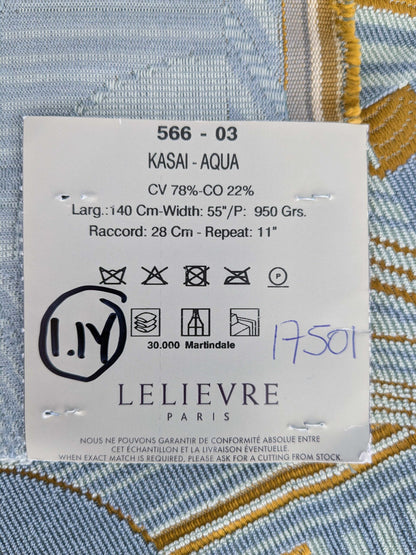 566 - 03
KASAI - AQUA
CV 78%-CO 22%
Larg.:140 Cm-Width: 55"/P: 950 Grs.
Raccord: 28 Cm - Repeat: 11"
P
1.1Y
30.000 Martindale
17501
LELIEVRE
PARIS
NOUS NE POUVONS GARANTIR DE CONFORMITÉ ABSOLUE ENTRE
CET ÉCHANTILLON ET LA LIVRAISON ÉVENTUELLE.
WHEN EXACT MATCH IS REQUIRED, PLEASE ASK FOR A CUTTING FROM STOCK